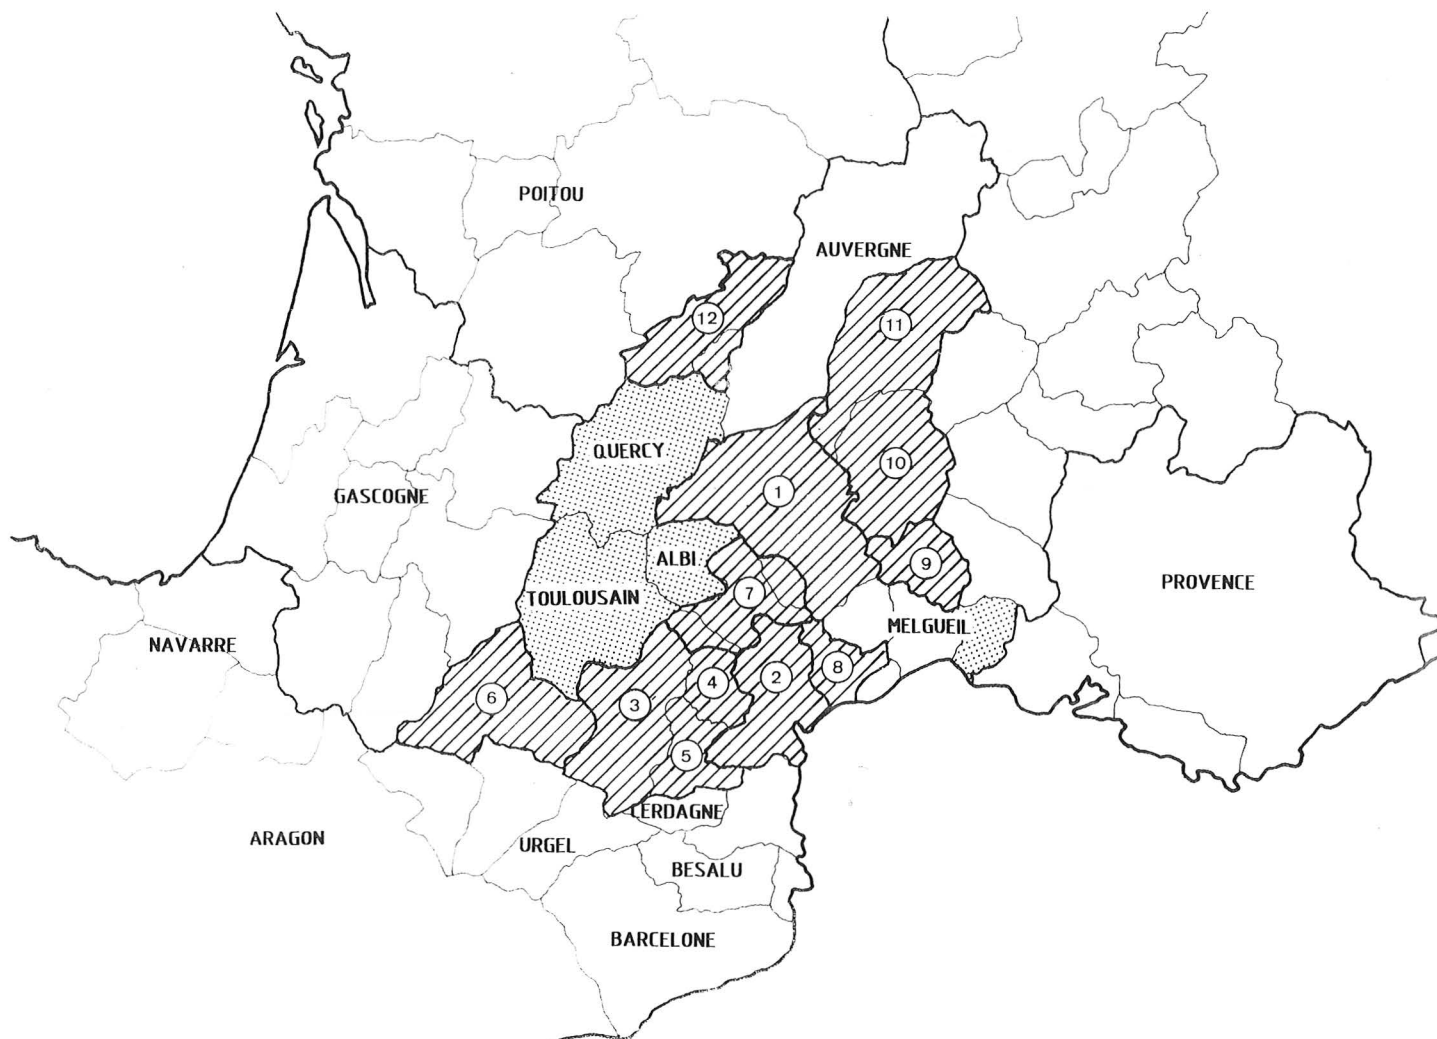 POITOU
AUVERGNE
12
11
QUERCY
10
1
GASCOGNE
ALBI
9
PROVENCE
7
TOULOUSAIN
MELGUEIL
NAVARRE
8
4
2
6
3
5
CERDAGNE
ARAGON
URGEL
BESALU
BARCELONE